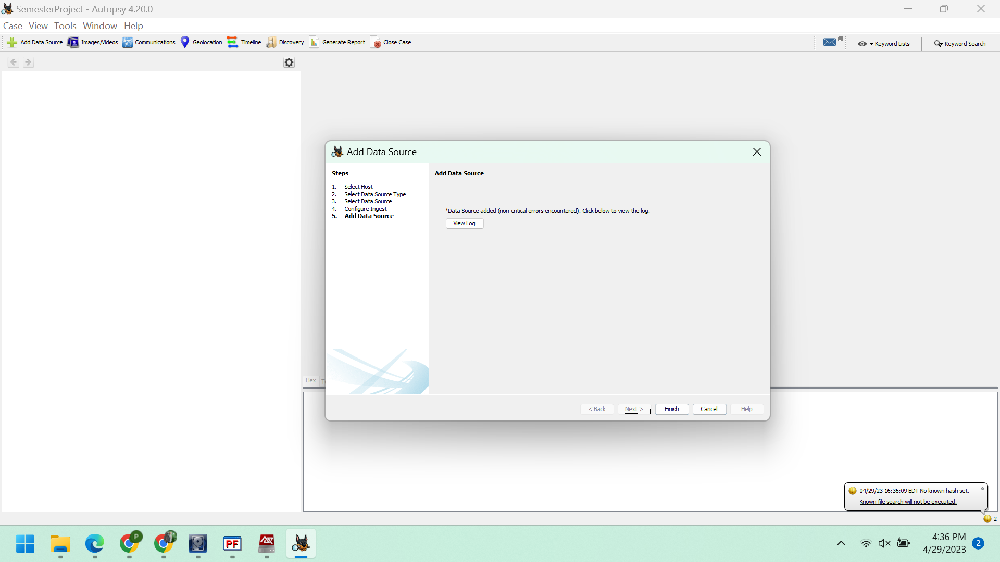 SemesterProject - Autopsy 4.20.0
Case View Tools Window Help
Add Data Source Images/Videos Communications Geolocation Timeline Discovery Generate Report Close Case 3 Keyword Lists Keyword Search
Add Data Source
Steps
1. Select Host
2. Select Data Source Type
3. Select Data Source
4. Configure Ingest
5. Add Data Source
Add Data Source
*Data Source added (non-critical errors encountered). Click below to view the log.
View Log
Hex
< Back Next > Finish Cancel Help
04/29/23 16:36:09 EDT No known hash set.
Known file search will not be executed.
2
P
PF
4:36 PM
4/29/2023
2